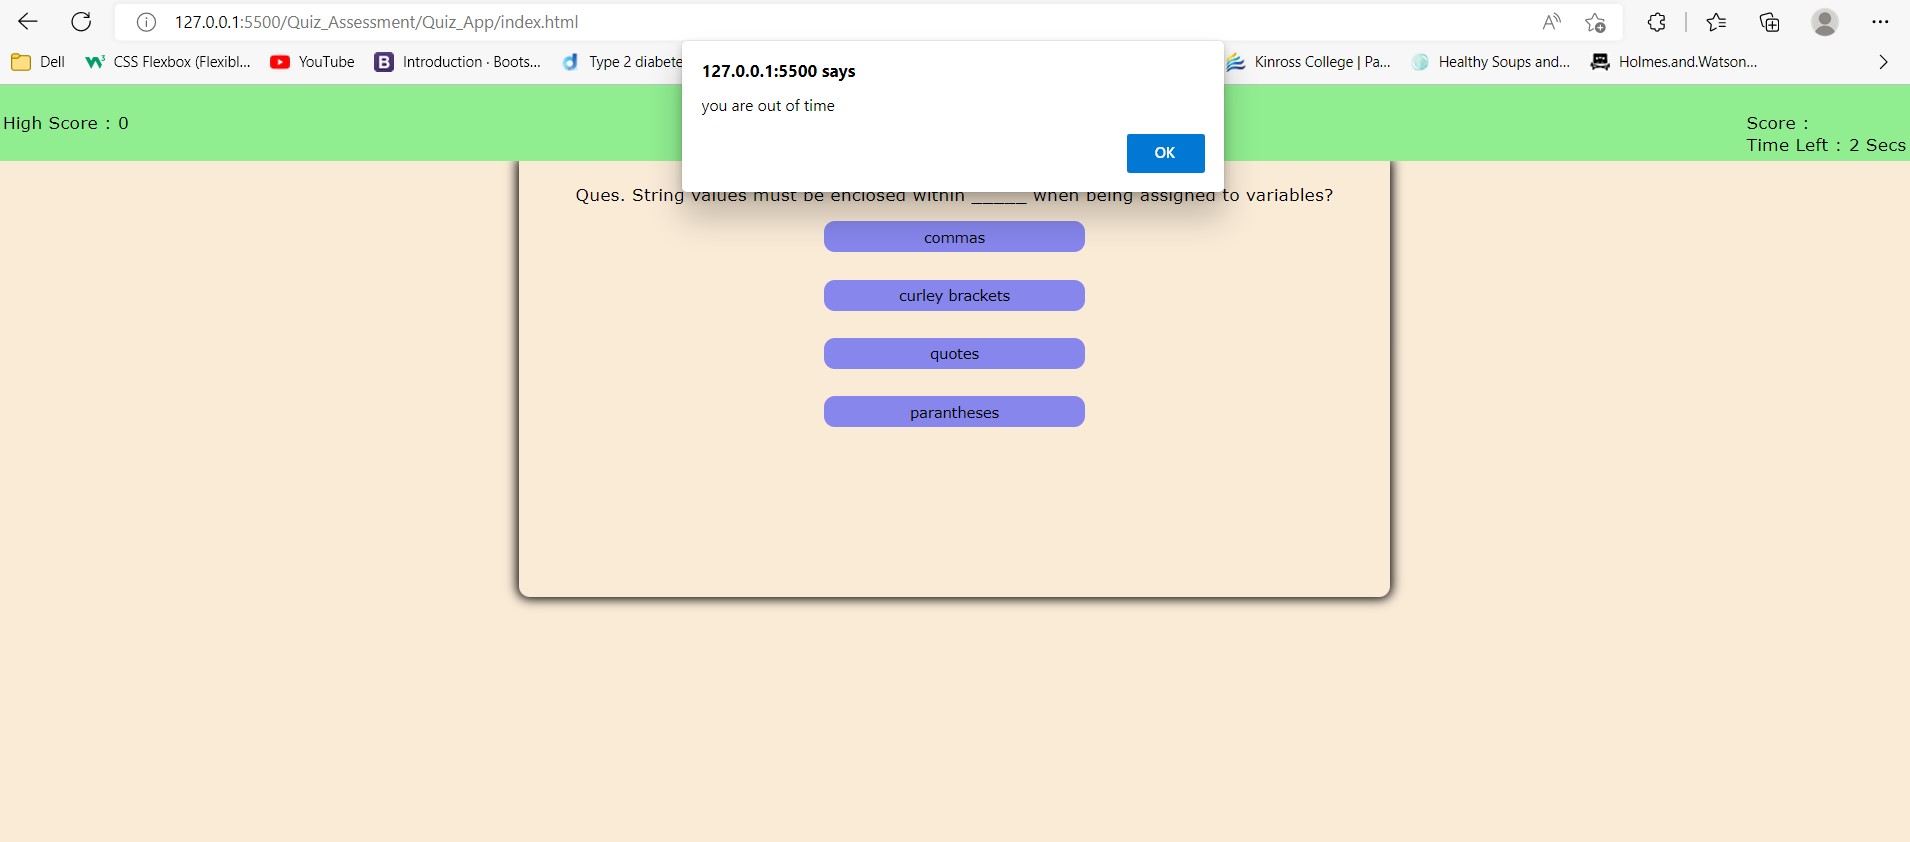 127.0.0.1:5500/Quiz_Assessment/Quiz_App/index.html
Dell CSS Flexbox (Flexibl... YouTube B Introduction · Boots... Type 2 diabete Kinross College | Pa... Healthy Soups and... Holmes.and.Watson...
127.0.0.1:5500 says
you are out of time
OK
High Score : 0
Score :
Time Left : 2 Secs
Ques. String values must be enclosed within _____ when being assigned to variables?
commas
curley brackets
quotes
parantheses